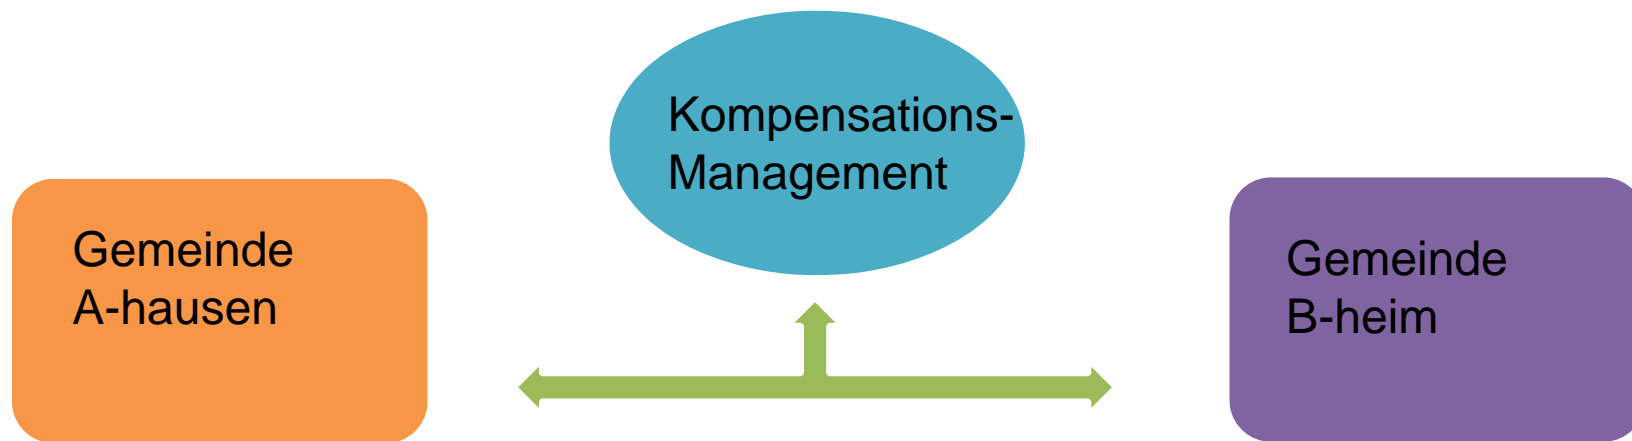 Kompensations-
Management
Gemeinde
A-hausen
Gemeinde
B-heim